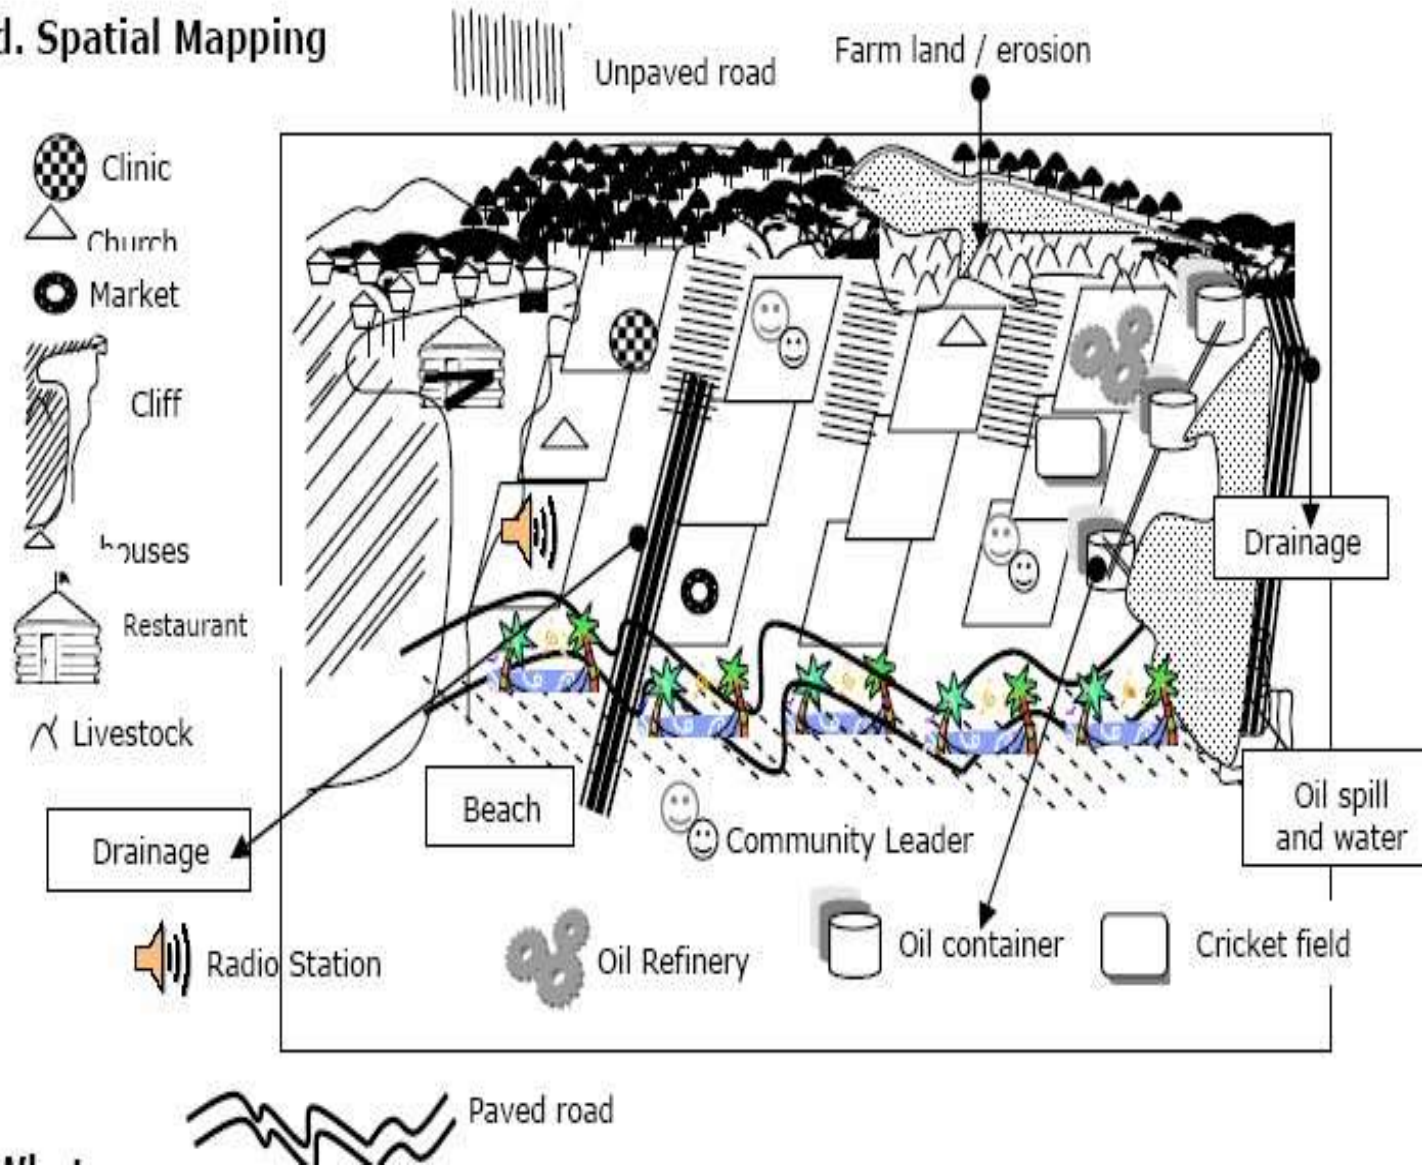 d. Spatial Mapping
Unpaved road
Farm land / erosion
Clinic
Church
Market
Cliff
houses
Restaurant
Livestock
Drainage
Drainage
Beach
Oil spill
and water
Community Leader
Radio Station
Oil Refinery
Oil container
Cricket field
Paved road